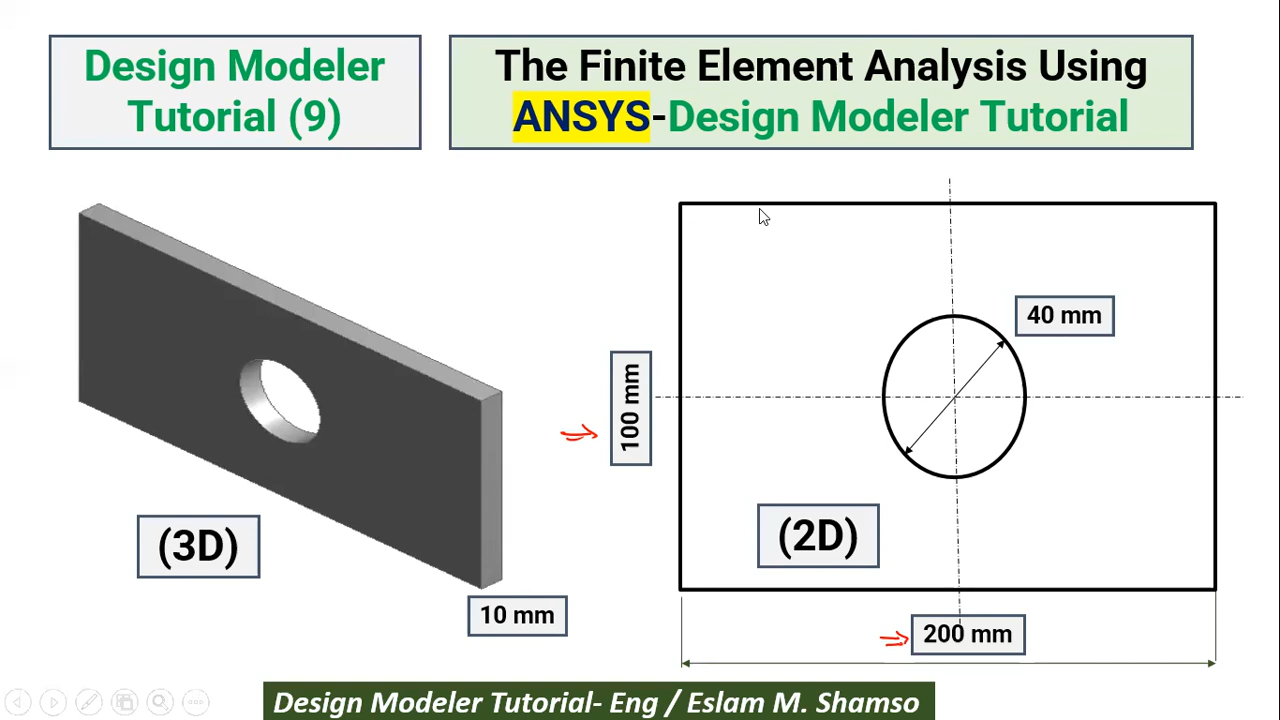 Design Modeler
Tutorial (9)
The Finite Element Analysis Using
ANSYS-Design Modeler Tutorial
40 mm
100 mm
(2D)
(3D)
10 mm
200 mm
Design Modeler Tutorial- Eng / Eslam M. Shamso